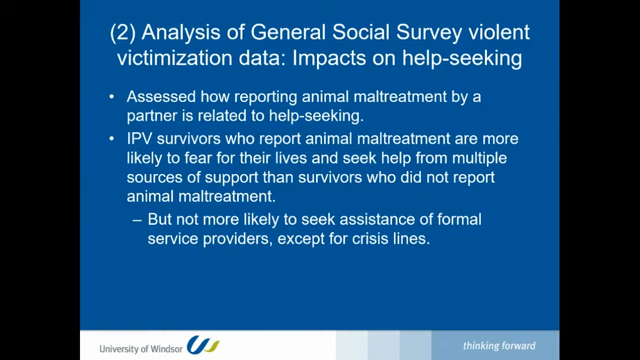 (2) Analysis of General Social Survey violent
victimization data: Impacts on help-seeking
• Assessed how reporting animal maltreatment by a
partner is related to help-seeking.
• IPV survivors who report animal maltreatment are more
likely to fear for their lives and seek help from multiple
sources of support than survivors who did not report
animal maltreatment.
– But not more likely to seek assistance of formal
service providers, except for crisis lines.
University of Windsor
thinking forward